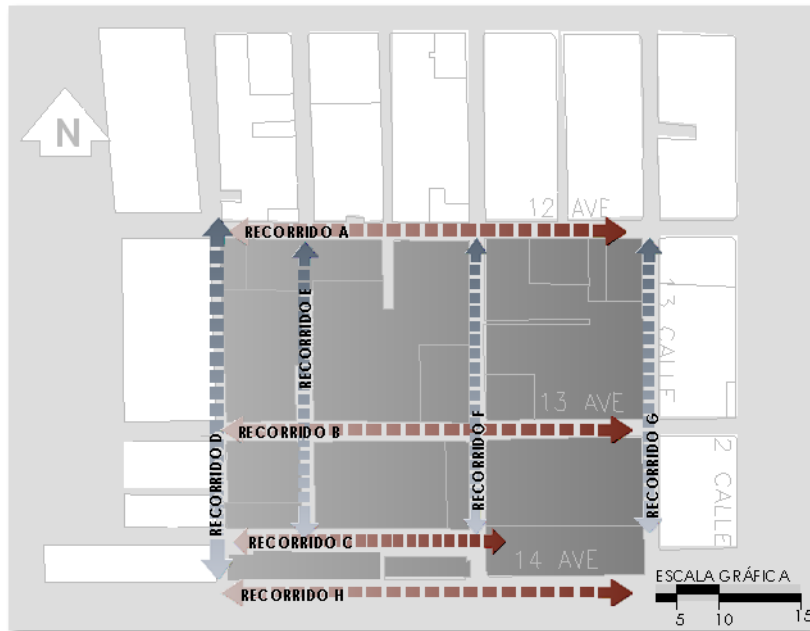 N
12 AVE
RECORRIDO A
RECORRIDO E
13 CALLE
13 AVE
RECORRIDO B
RECORRIDO D
RECORRIDO F
RECORRIDO G
2 CALLE
RECORRIDO C
14 AVE
RECORRIDO H
ESCALA GRÁFICA
5 10 15